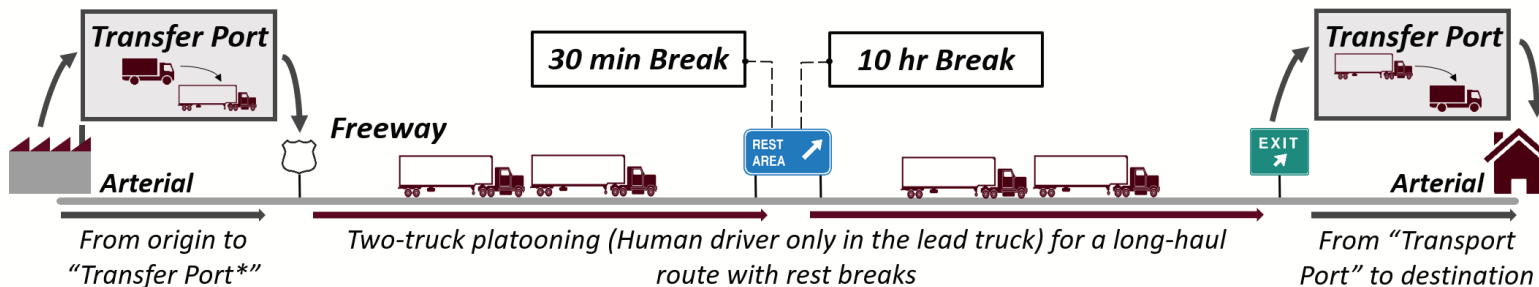 Transfer Port
30 min Break
10 hr Break
Transfer Port
Freeway
REST
AREA
EXIT
Arterial
Arterial
From origin to
“Transfer Port*”
Two-truck platooning (Human driver only in the lead truck) for a long-haul
route with rest breaks
From “Transport
Port” to destination